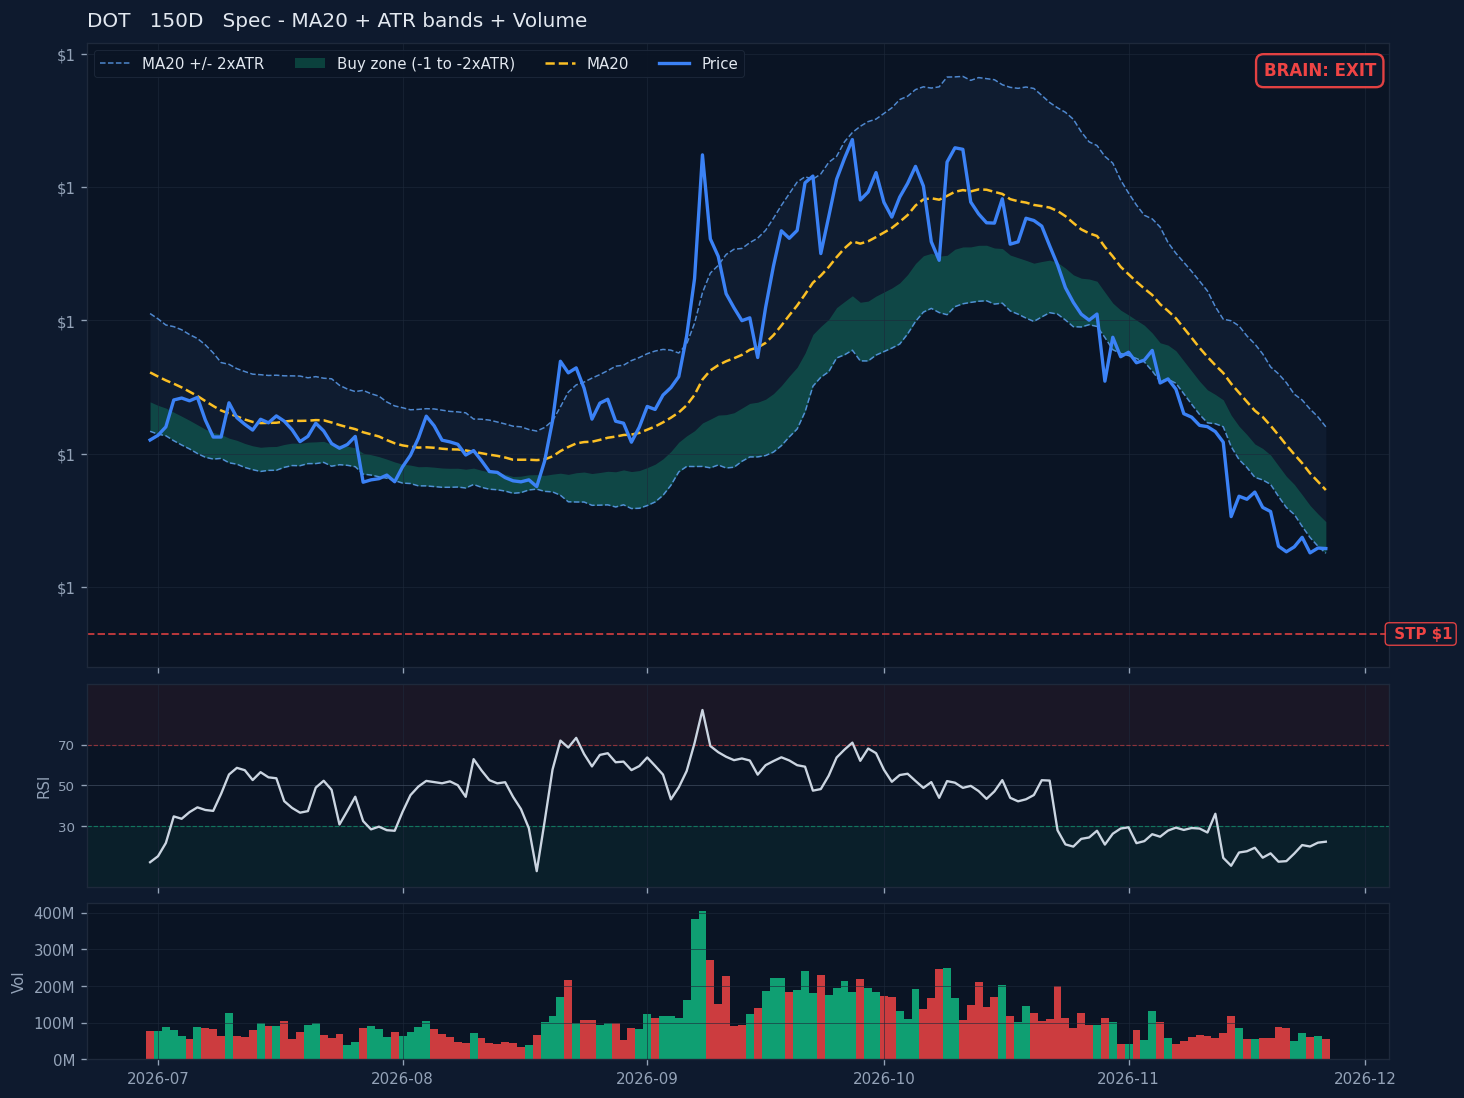 DOT   150D   Spec - MA20 + ATR bands + Volume
MA20 +/- 2xATR   Buy zone (-1 to -2xATR)   MA20   Price
BRAIN: EXIT
$1
$1
$1
$1
$1
STP $1
RSI
70
50
30
Vol
400M
300M
200M
100M
0M
2026-07   2026-08   2026-09   2026-10   2026-11   2026-12